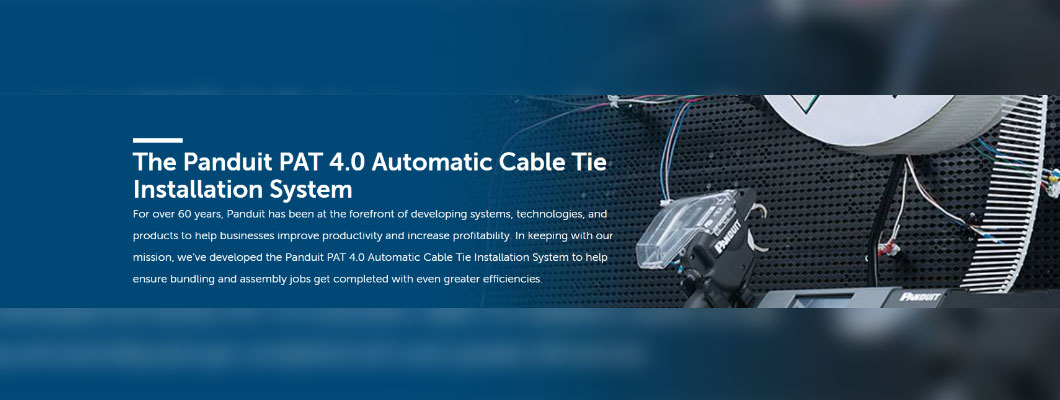 The Panduit PAT 4.0 Automatic Cable Tie
Installation System
For over 60 years, Panduit has been at the forefront of developing systems, technologies, and
products to help businesses improve productivity and increase profitability. In keeping with our
mission, we've developed the Panduit PAT 4.0 Automatic Cable Tie Installation System to help
ensure bundling and assembly jobs get completed with even greater efficiencies.
PANDUIT
PANDUIT